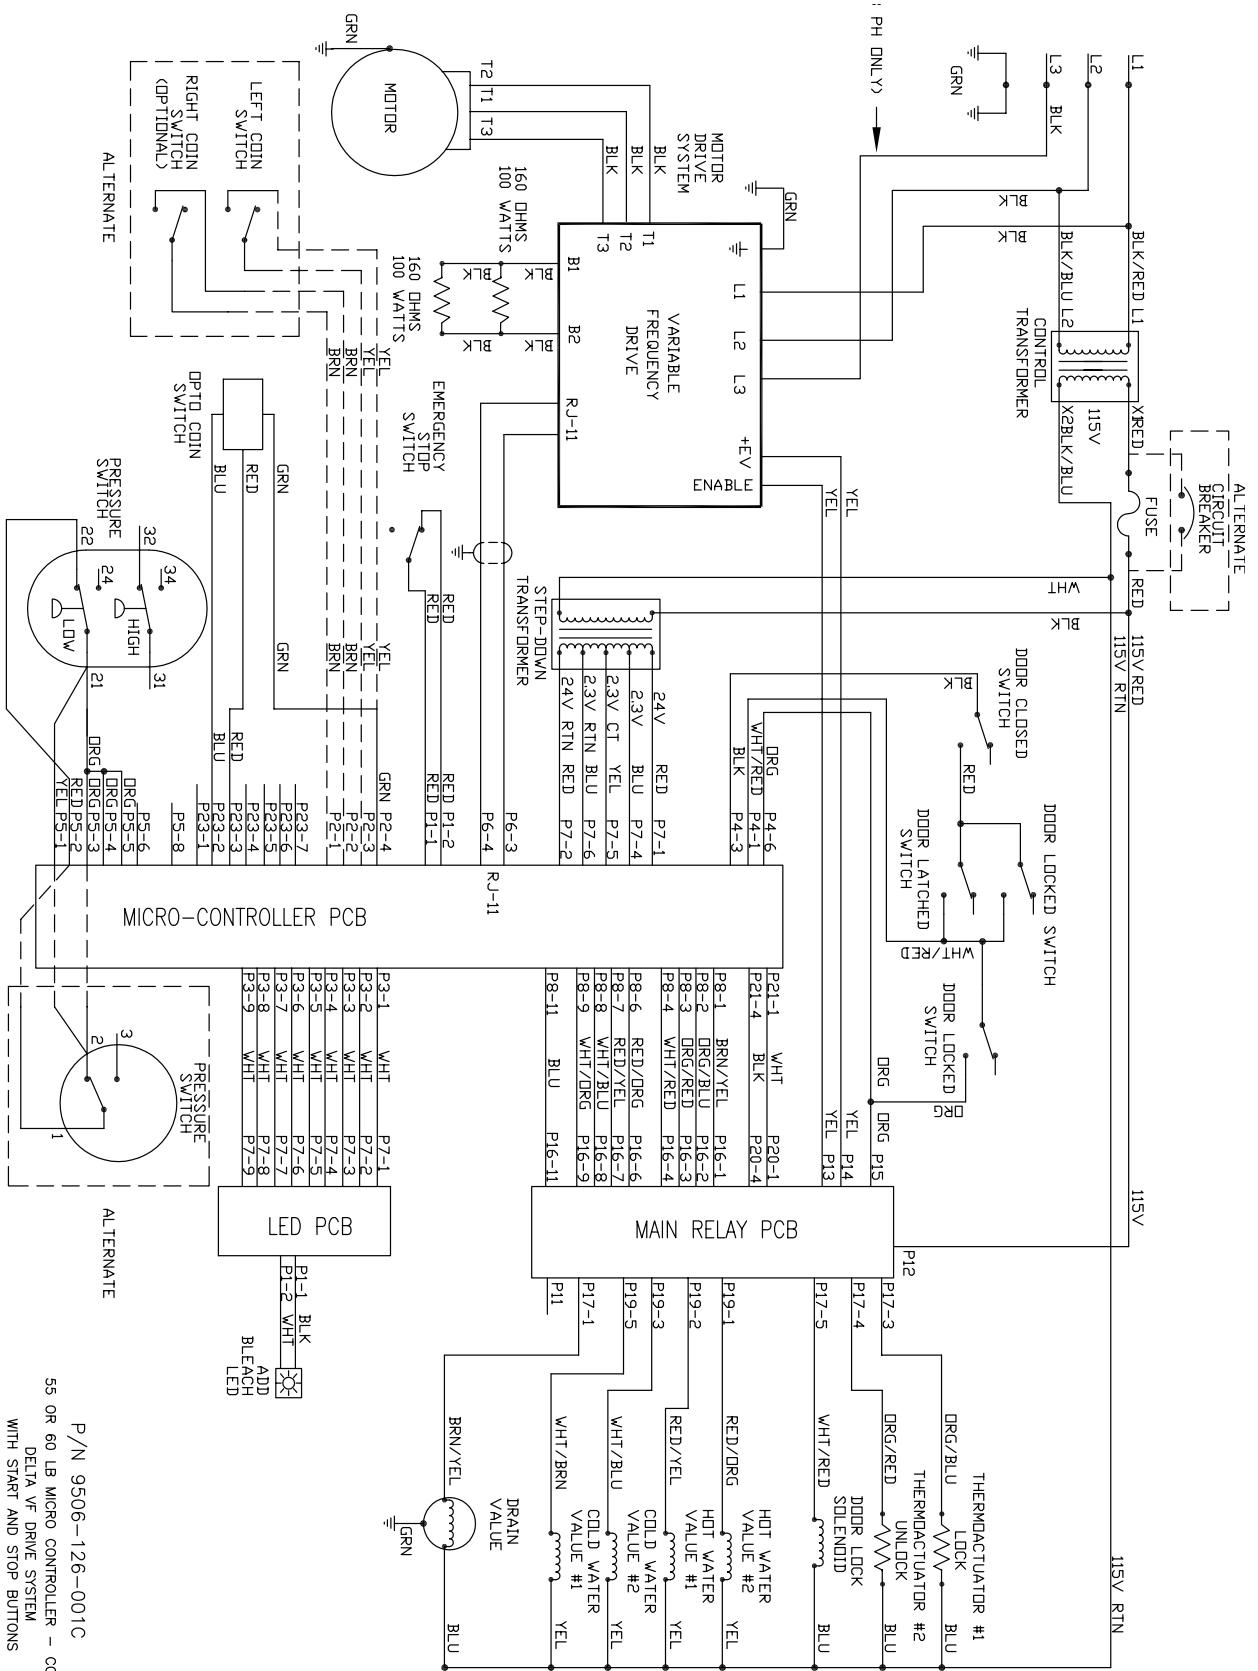 L1
L2
L3
BLK
GRN
PH ONLY)
BLK
BLK
BLK/RED L1
BLK/BLU L2
CONTROL
TRANSFORMER
115V
X1RED
X2BLK/BLU
ALTERNATE
CIRCUIT
BREAKER
FUSE
RED
WHT
BLK
115V RED
115V RTN
115V
115V RTN
GRN
MOTOR
GRN
T2
T1
T3
BLK
BLK
BLK
MOTOR
DRIVE
SYSTEM
VARIABLE
FREQUENCY
DRIVE
T1
T2
T3
L1
L2
L3
B1
B2
RJ-11
+EV
ENABLE
YEL
YEL
160 OHMS
100 WATTS
160 OHMS
100 WATTS
BLK
BLK
BLK
BLK
LEFT COIN
SWITCH
RIGHT COIN
SWITCH
(OPTIONAL)
ALTERNATE
YEL
YEL
BRN
BRN
EMERGENCY
STOP
SWITCH
RED
RED
OPTO COIN
SWITCH
GRN
RED
BLU
GRN
YEL
YEL
BRN
BRN
RED
BLU
PRESSURE
SWITCH
32
34
22
24
HIGH
LOW
31
21
STEP-DOWN
TRANSFORMER
24V
2.3V
2.3V CT
2.3V RTN
24V RTN
RED P7-1
BLU P7-4
YEL P7-5
BLU P7-6
RED P7-2
DOOR CLOSED
SWITCH
BLK
RED
DOOR LOCKED SWITCH
DOOR LATCHED
SWITCH
WHT/RED
DOOR LOCKED
SWITCH
ORG
ORG P4-6
WHT/RED P4-1
BLK P4-3
P6-3
P6-4
RED P1-2
RED P1-1
GRN P2-4
P2-3
P2-2
P2-1
P23-7
P23-6
P23-5
P23-4
P23-3
P23-2
P23-1
P5-8
P5-6
ORG P5-5
ORG P5-4
ORG P5-3
RED P5-2
YEL P5-1
ORG
RJ-11
MICRO-CONTROLLER PCB
P21-1 WHT P20-1
P21-4 BLK P20-4
P8-1 BRN/YEL P16-1
P8-2 ORG/BLU P16-2
P8-3 ORG/RED P16-3
P8-4 WHT/RED P16-4
P8-6 RED/ORG P16-6
P8-7 RED/YEL P16-7
P8-8 WHT/BLU P16-8
P8-9 WHT/ORG P16-9
P8-11 BLU P16-11
P3-1 WHT P7-1
P3-2 WHT P7-2
P3-3 WHT P7-3
P3-4 WHT P7-4
P3-5 WHT P7-5
P3-6 WHT P7-6
P3-7 WHT P7-7
P3-8 WHT P7-8
P3-9 WHT P7-9
ORG
ORG P15
YEL P14
YEL P13
PRESSURE
SWITCH
3
2
1
ALTERNATE
LED PCB
P1-1 BLK
P1-2 WHT
ADD
BLEACH
LED
MAIN RELAY PCB
P12
P17-3
P17-4
P17-5
P19-1
P19-2
P19-3
P19-5
P17-1
P11
ORG/BLU
THERMOACTUATOR #1
LOCK
BLU
ORG/RED
THERMOACTUATOR #2
UNLOCK
BLU
WHT/RED
DOOR LOCK
SOLENOID
BLU
RED/ORG
HOT WATER
VALUE #2
YEL
RED/YEL
HOT WATER
VALUE #1
YEL
WHT/BLU
COLD WATER
VALUE #2
YEL
WHT/BRN
COLD WATER
VALUE #1
YEL
BRN/YEL
DRAIN
VALUE
GRN
BLU
P/N 9506-126-001C
55 OR 60 LB MICRO CONTROLLER - CO
DELTA VF DRIVE SYSTEM
WITH START AND STOP BUTTONS